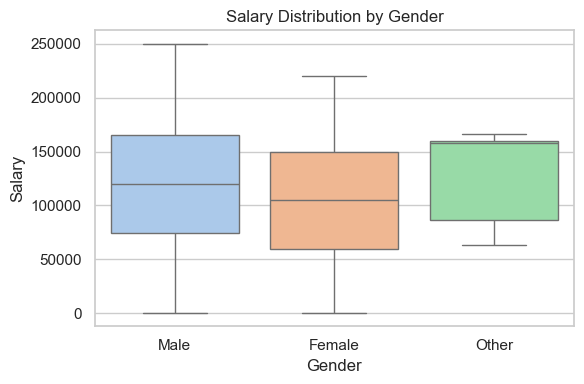 Salary Distribution by Gender
250000
200000
150000
100000
50000
0
Salary
Male Female Other
Gender